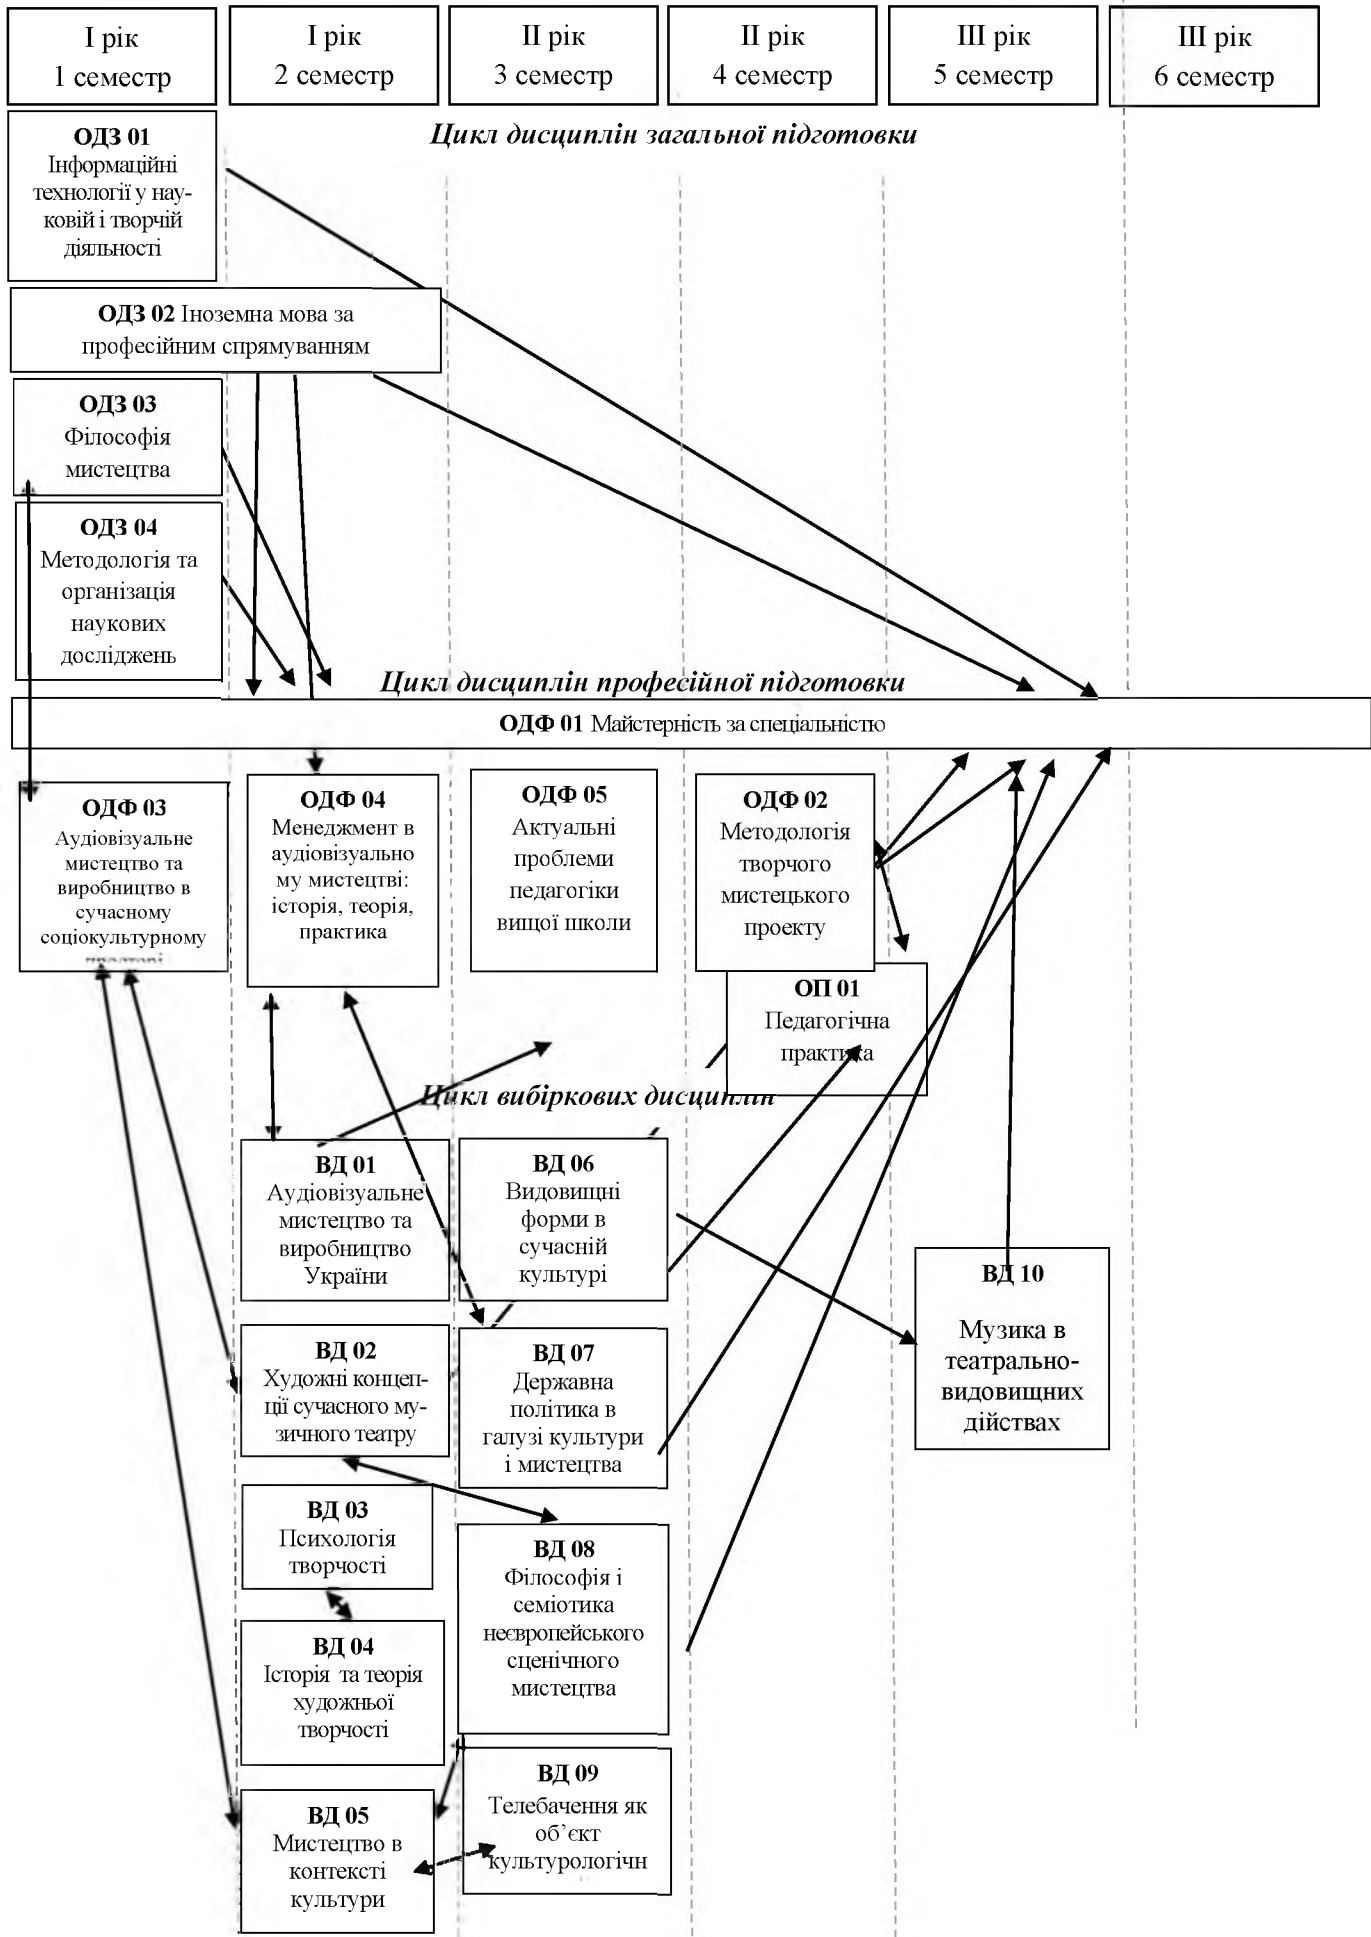 І рік
1 семестр
І рік
2 семестр
ІІ рік
3 семестр
ІІ рік
4 семестр
ІІІ рік
5 семестр
ІІІ рік
6 семестр
Цикл дисциплін загальної підготовки
ОДЗ 01
Інформаційні
технології у нау-
ковій і творчій
діяльності
ОДЗ 02 Іноземна мова за
професійним спрямуванням
ОДЗ 03
Філософія
мистецтва
ОДЗ 04
Методологія та
організація
наукових
досліджень
Цикл дисциплін професійної підготовки
ОДФ 01 Майстерність за спеціальністю
ОДФ 03
Аудіовізуальне
мистецтво та
виробництво в
сучасному
соціокультурному
ОДФ 04
Менеджмент в
аудіовізуально
му мистецтві:
історія, теорія,
практика
ОДФ 05
Актуальні
проблеми
педагогіки
вищої школи
ОДФ 02
Методологія
творчого
мистецького
проекту
ОП 01
Педагогічна
практика
Цикл вибіркових дисциплін
ВД 01
Аудіовізуальне
мистецтво та
виробництво
України
ВД 02
Художні концеп-
ції сучасного му-
зичного театру
ВД 03
Психологія
творчості
ВД 04
Історія та теорія
художньої
творчості
ВД 05
Мистецтво в
контексті
культури
ВД 06
Видовищні
форми в
сучасній
культурі
ВД 07
Державна
політика в
галузі культури
і мистецтва
ВД 08
Філософія і
семіотика
неєвропейського
сценічного
мистецтва
ВД 09
Телебачення як
об’єкт
культурологічн
ВД 10
Музика в
театрально-
видовищних
дійствах